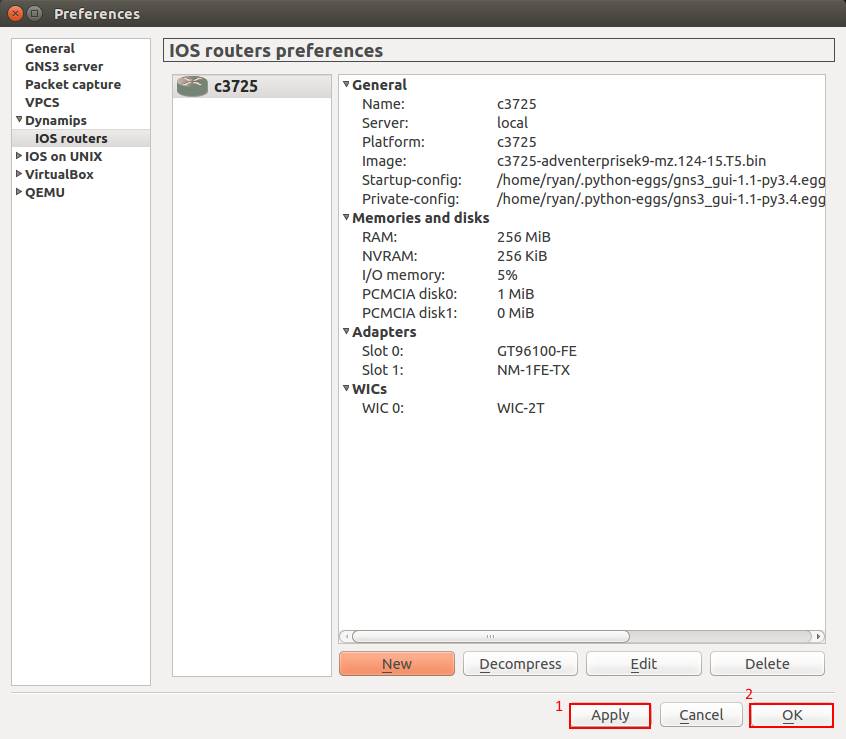 Preferences
General
GNS3 server
Packet capture
VPCS
Dynamips
IOS routers
IOS on UNIX
VirtualBox
QEMU
IOS routers preferences
c3725
General
Name: c3725
Server: local
Platform: c3725
Image: c3725-adventerprisek9-mz.124-15.T5.bin
Startup-config: /home/ryan/.python-eggs/gns3_gui-1.1-py3.4.egg
Private-config: /home/ryan/.python-eggs/gns3_gui-1.1-py3.4.egg
Memories and disks
RAM: 256 MiB
NVRAM: 256 KiB
I/O memory: 5%
PCMCIA disk0: 1 MiB
PCMCIA disk1: 0 MiB
Adapters
Slot 0: GT96100-FE
Slot 1: NM-1FE-TX
WICs
WIC 0: WIC-2T
New Decompress Edit Delete
1 Apply Cancel 2 OK